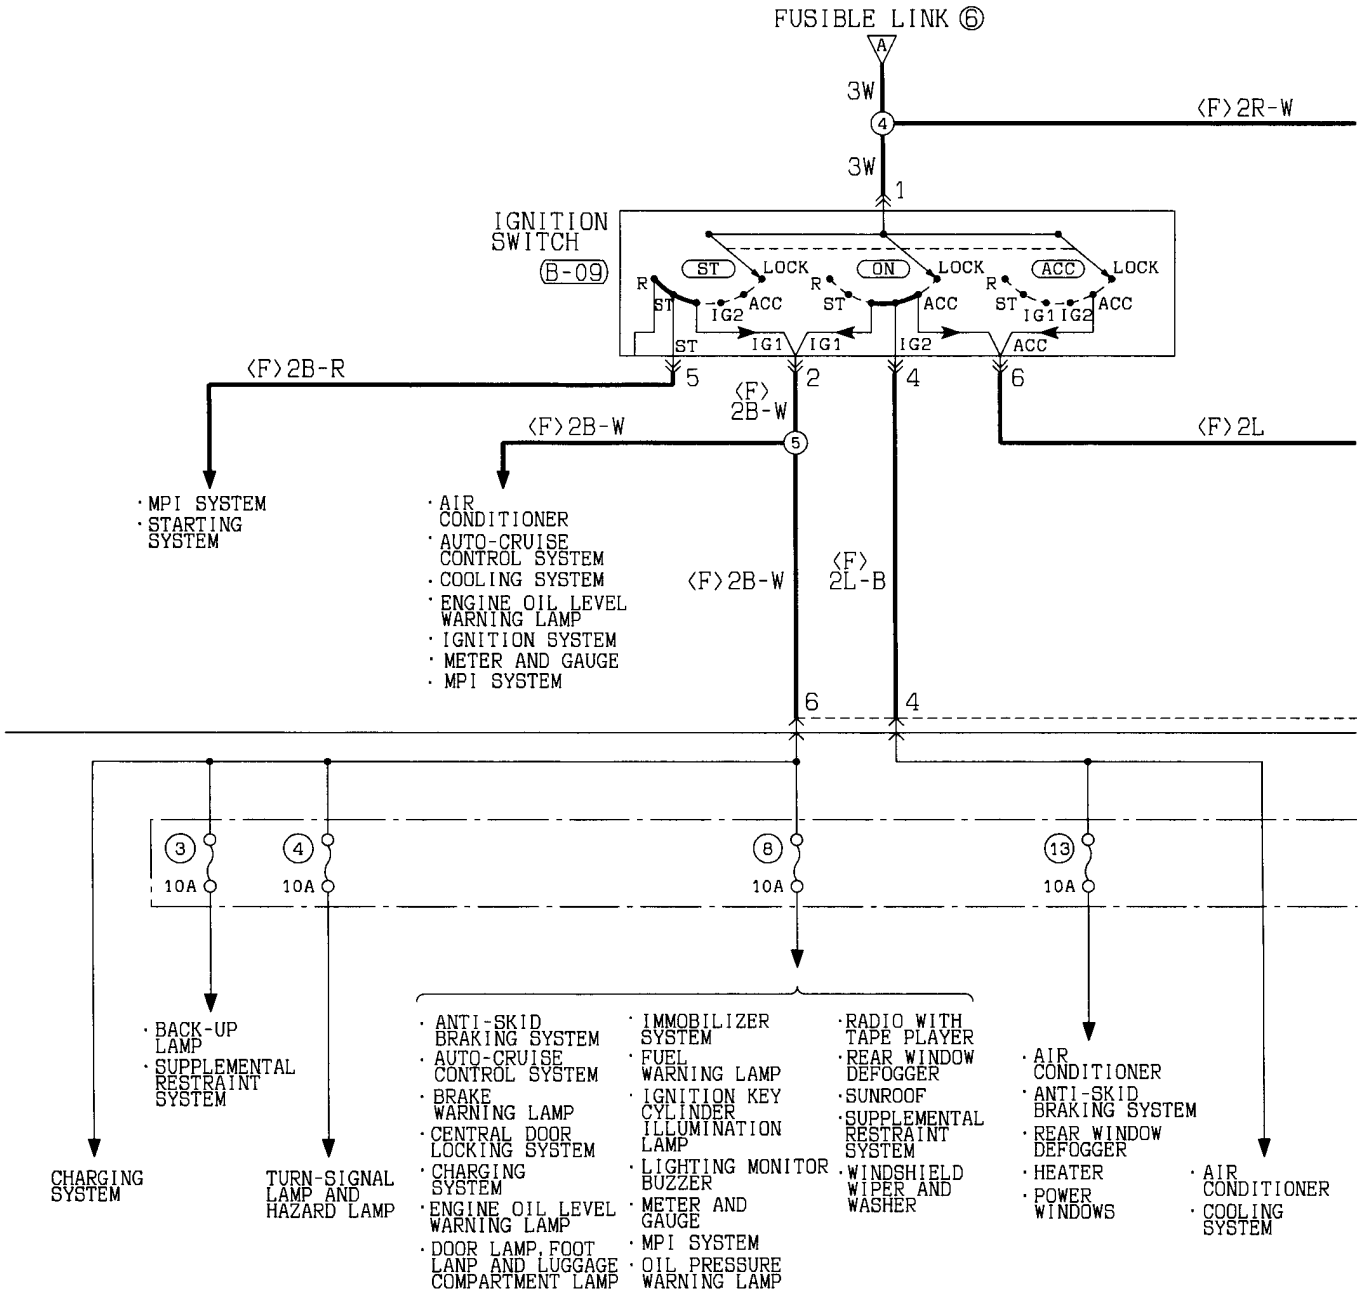 FUSIBLE LINK ⑥
A
3W
4
⟨F⟩2R-W
3W
1
IGNITION
SWITCH
B-09
ST
LOCK
ON
LOCK
ACC
LOCK
R
ST
IG2
ACC
R
ST
ACC
R
ST
IG1
IG2
ACC
ST
IG1
IG1
IG2
ACC
5
2
4
6
⟨F⟩2B-R
⟨F⟩
2B-W
⟨F⟩2B-W
5
⟨F⟩2L
· MPI SYSTEM
· STARTING
SYSTEM
· AIR
CONDITIONER
· AUTO-CRUISE
CONTROL SYSTEM
· COOLING SYSTEM
· ENGINE OIL LEVEL
WARNING LAMP
· IGNITION SYSTEM
· METER AND GAUGE
· MPI SYSTEM
⟨F⟩2B-W
⟨F⟩
2L-B
6
4
3
10A
4
10A
8
10A
13
10A
CHARGING
SYSTEM
· BACK-UP
LAMP
· SUPPLEMENTAL
RESTRAINT
SYSTEM
TURN-SIGNAL
LAMP AND
HAZARD LAMP
· ANTI-SKID
BRAKING SYSTEM
· AUTO-CRUISE
CONTROL SYSTEM
· BRAKE
WARNING LAMP
· CENTRAL DOOR
LOCKING SYSTEM
· CHARGING
SYSTEM
· ENGINE OIL LEVEL
WARNING LAMP
· DOOR LAMP, FOOT
LANP AND LUGGAGE
COMPARTMENT LAMP
· IMMOBILIZER
SYSTEM
· FUEL
WARNING LAMP
· IGNITION KEY
CYLINDER
ILLUMINATION
LAMP
· LIGHTING MONITOR
BUZZER
· METER AND
GAUGE
· MPI SYSTEM
· OIL PRESSURE
WARNING LAMP
· RADIO WITH
TAPE PLAYER
· REAR WINDOW
DEFOGGER
· SUNROOF
· SUPPLEMENTAL
RESTRAINT
SYSTEM
· WINDSHIELD
WIPER AND
WASHER
· AIR
CONDITIONER
· ANTI-SKID
BRAKING SYSTEM
· REAR WINDOW
DEFOGGER
· HEATER
· POWER
WINDOWS
· AIR
CONDITIONER
· COOLING
SYSTEM